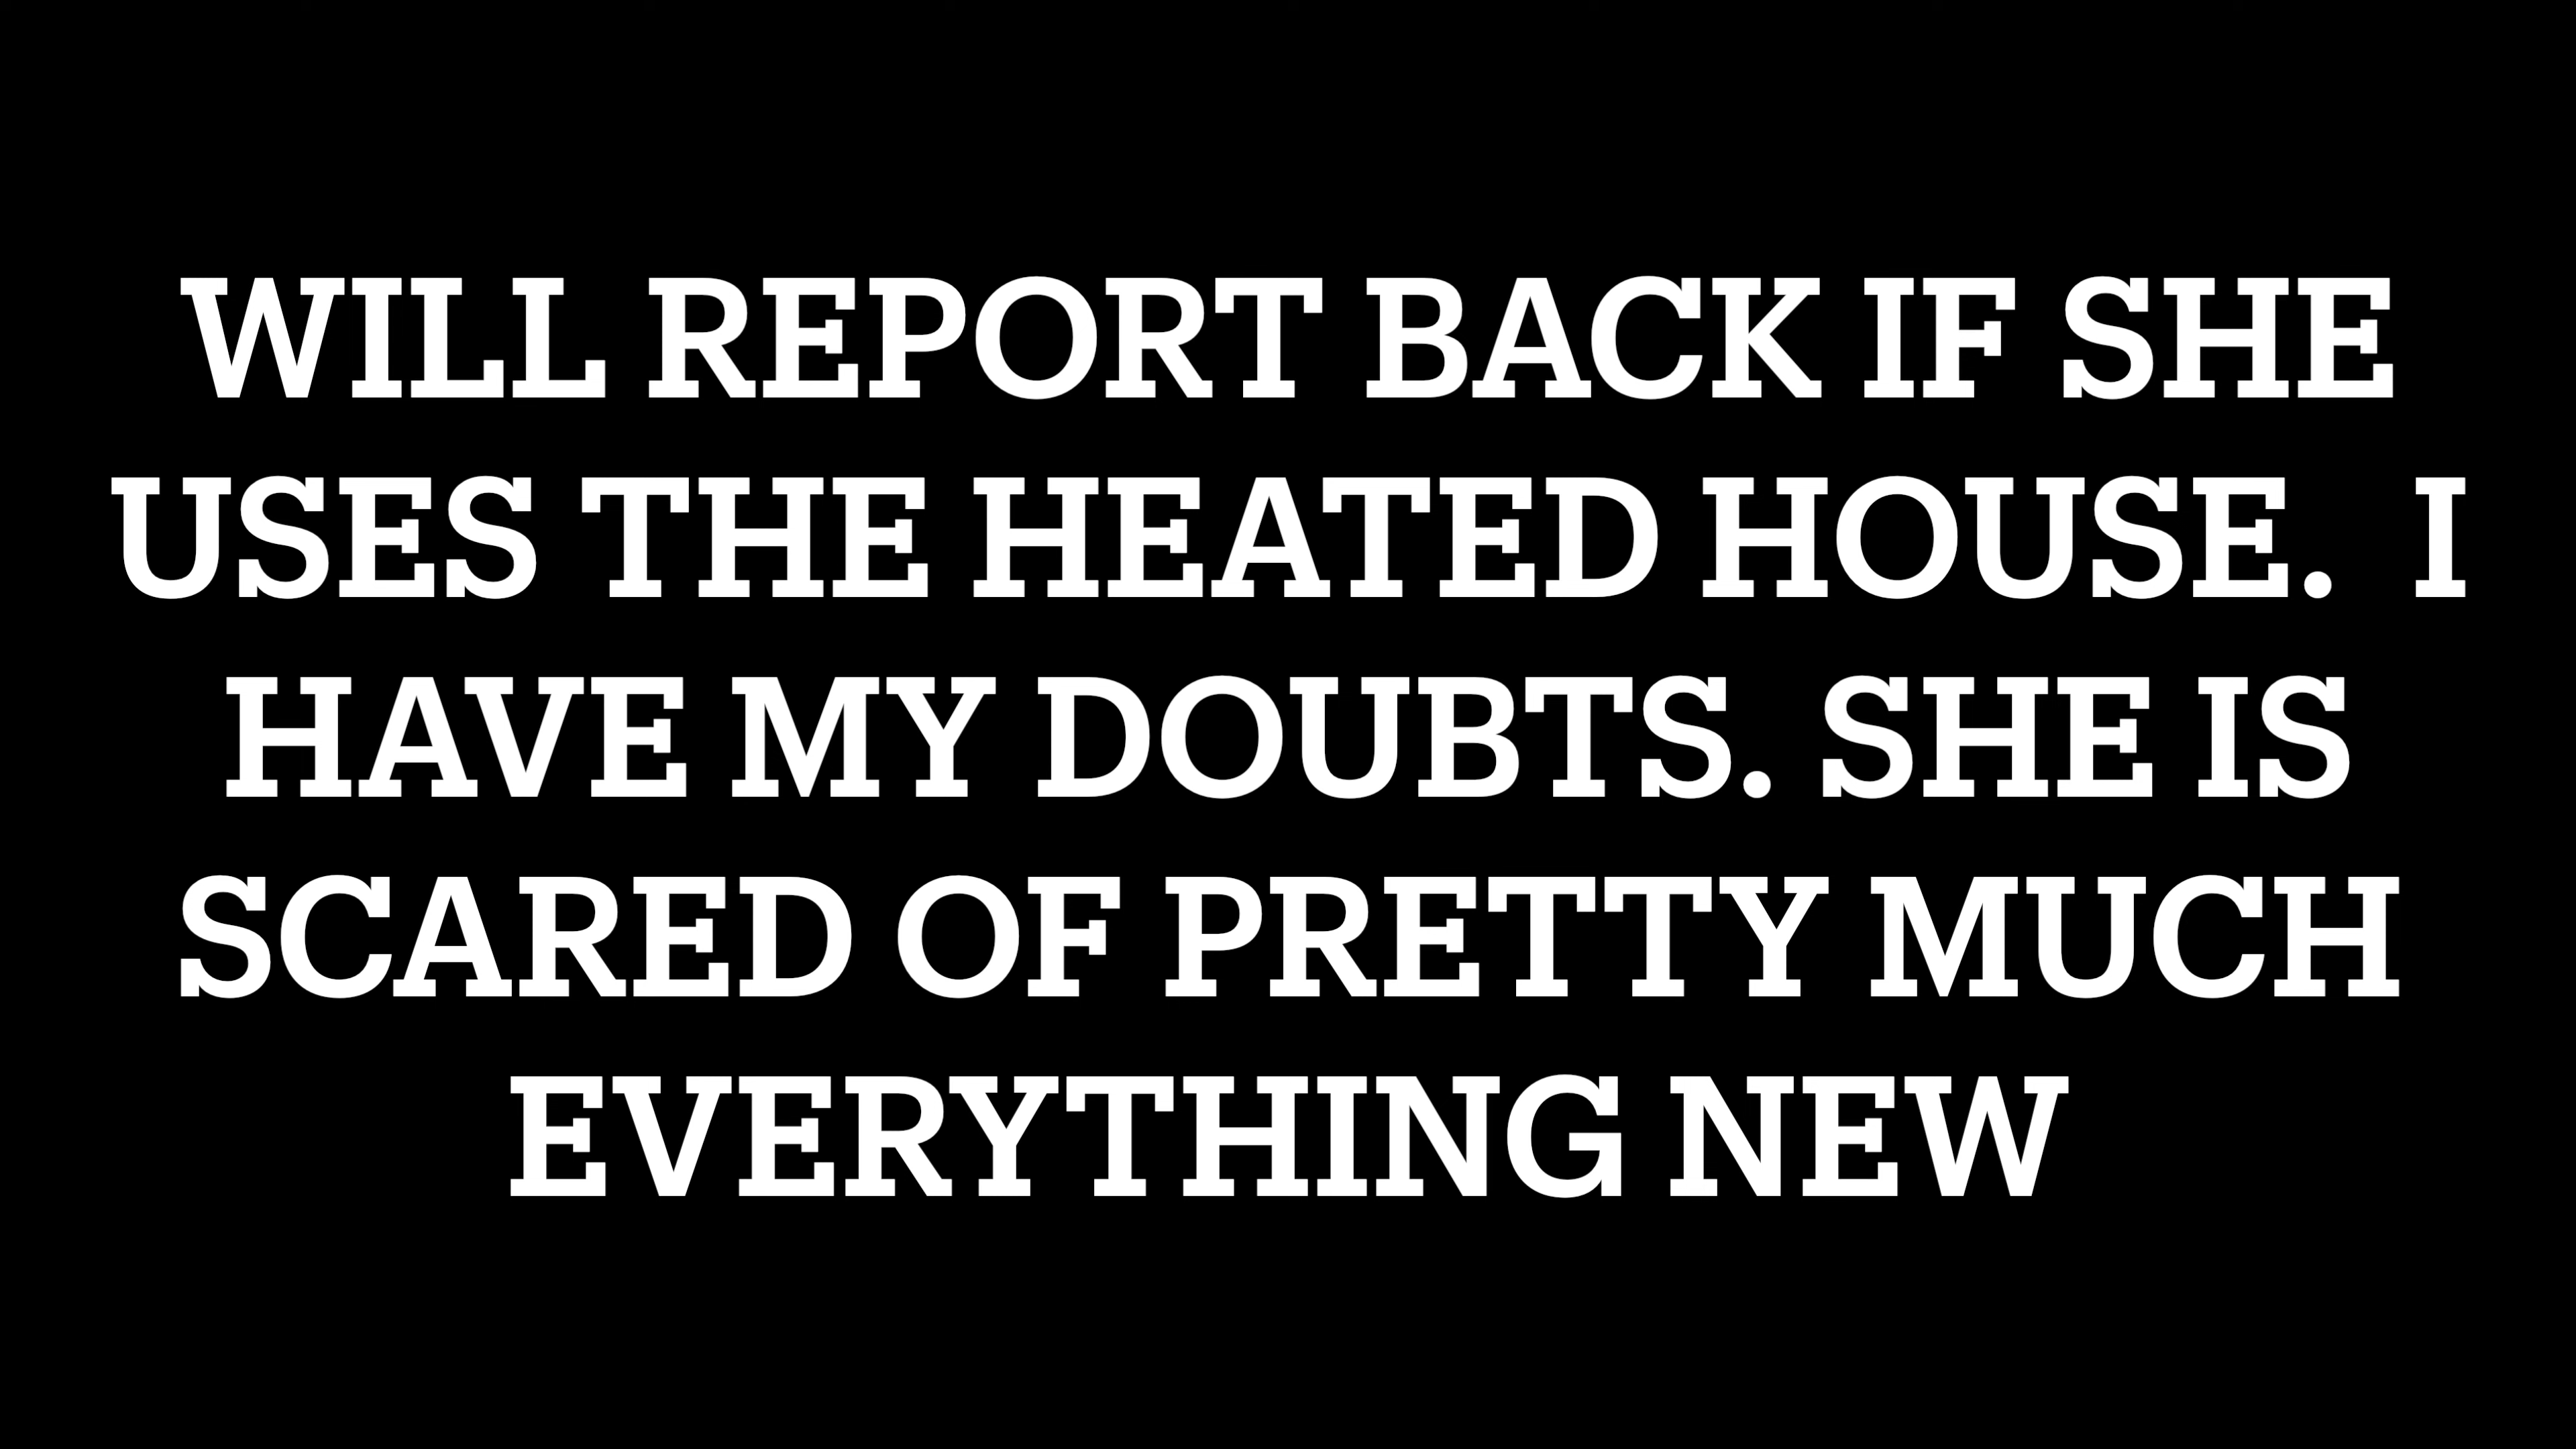 WILL REPORT BACK IF SHE
USES THE HEATED HOUSE.  I
HAVE MY DOUBTS. SHE IS
SCARED OF PRETTY MUCH
EVERYTHING NEW